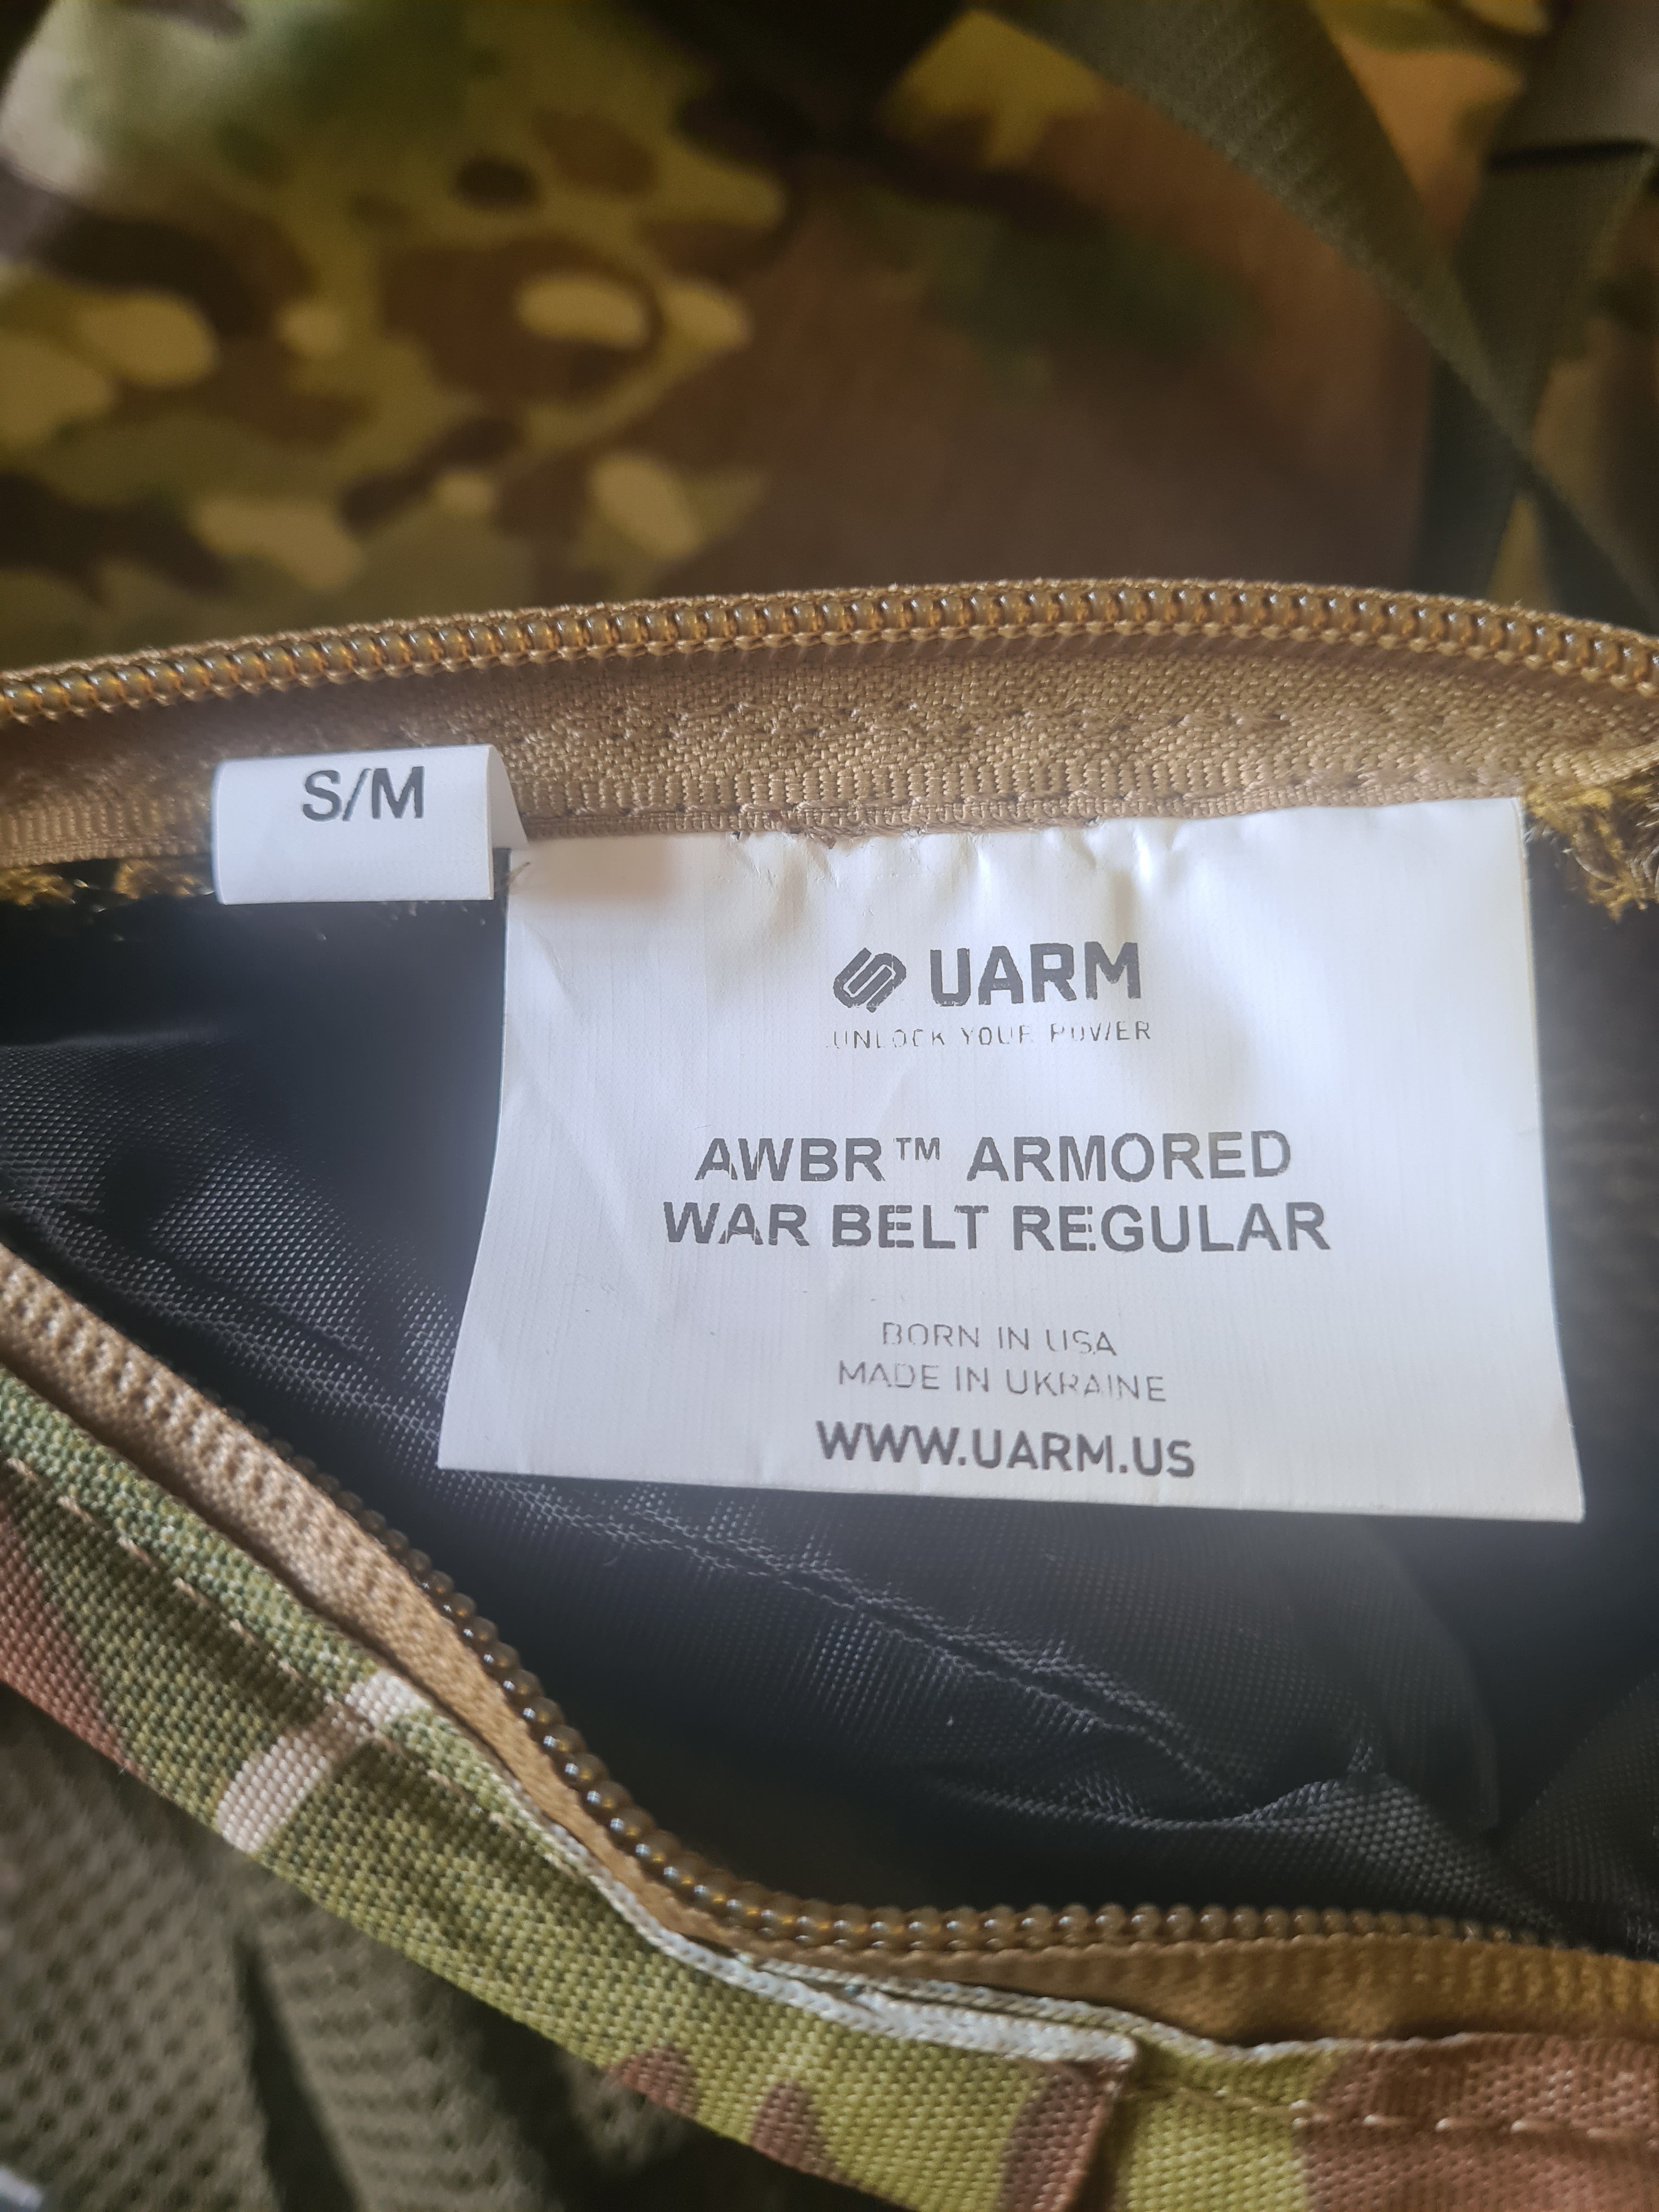 S/M
UARM
UNLOCK YOUR POWER
AWBR™ ARMORED
WAR BELT REGULAR
BORN IN USA
MADE IN UKRAINE
WWW.UARM.US